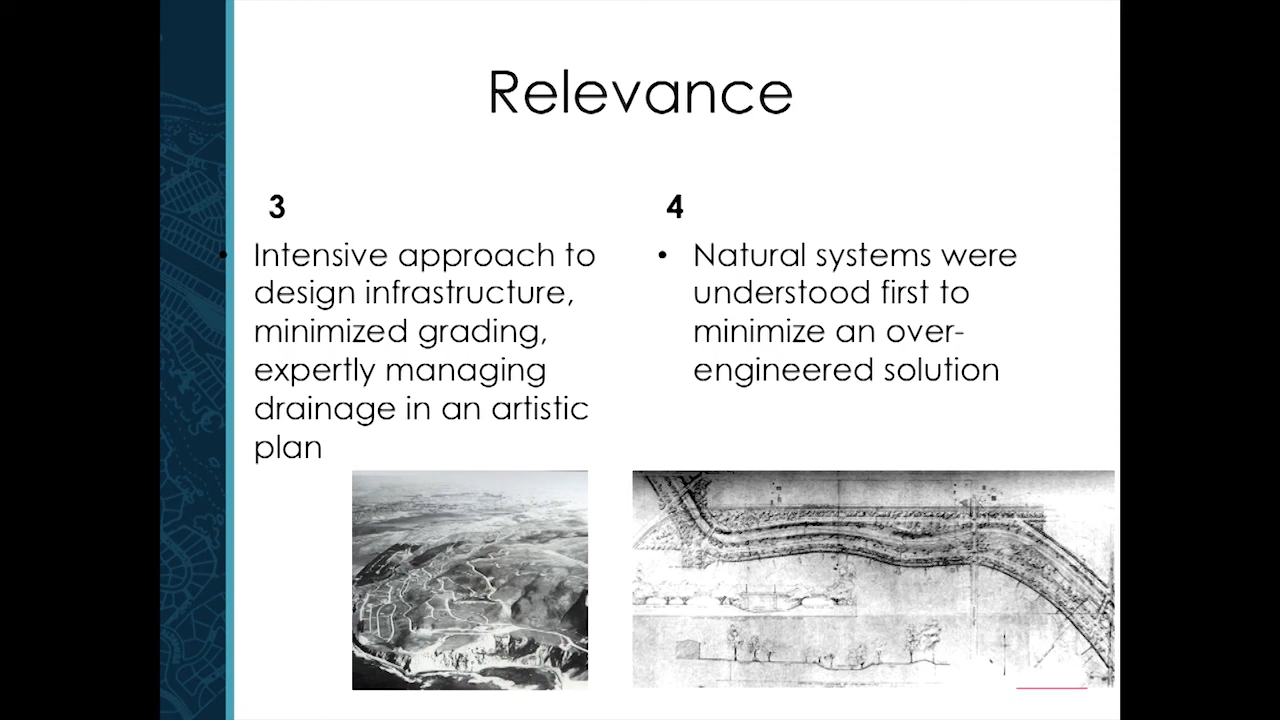 Relevance
3
• Intensive approach to
design infrastructure,
minimized grading,
expertly managing
drainage in an artistic
plan
4
• Natural systems were
understood first to
minimize an over-
engineered solution